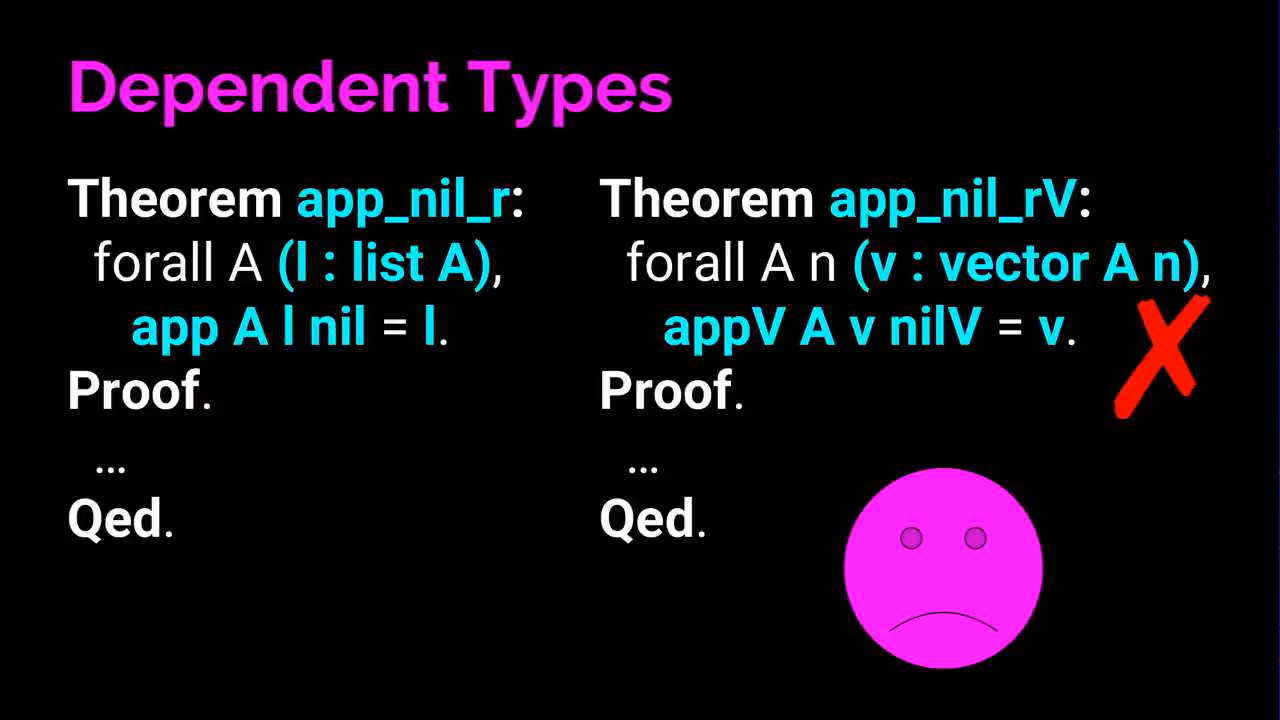 Dependent Types
Theorem app_nil_r:
forall A (l : list A),
app A l nil = l.
Proof.
...
Qed.
Theorem app_nil_rV:
forall A n (v : vector A n),
appV A v nilV = v.
Proof.
...
Qed.